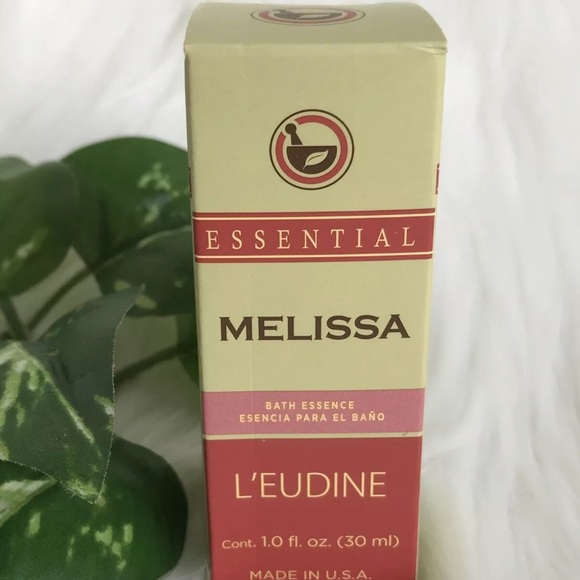 ESSENTIAL
MELISSA
BATH ESSENCE
ESENCIA PARA EL BAÑO
L'EUDINE
Cont. 1.0 fl. oz. (30 ml)
MADE IN U.S.A.